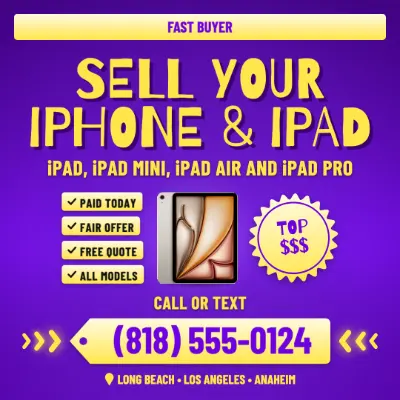 FAST BUYER
SELL YOUR
IPHONE & IPAD
iPAD, iPAD MINI, iPAD AIR AND iPAD PRO
PAID TODAY
FAIR OFFER
FREE QUOTE
ALL MODELS
TOP
$$$
CALL OR TEXT
(818) 555-0124
LONG BEACH • LOS ANGELES • ANAHEIM